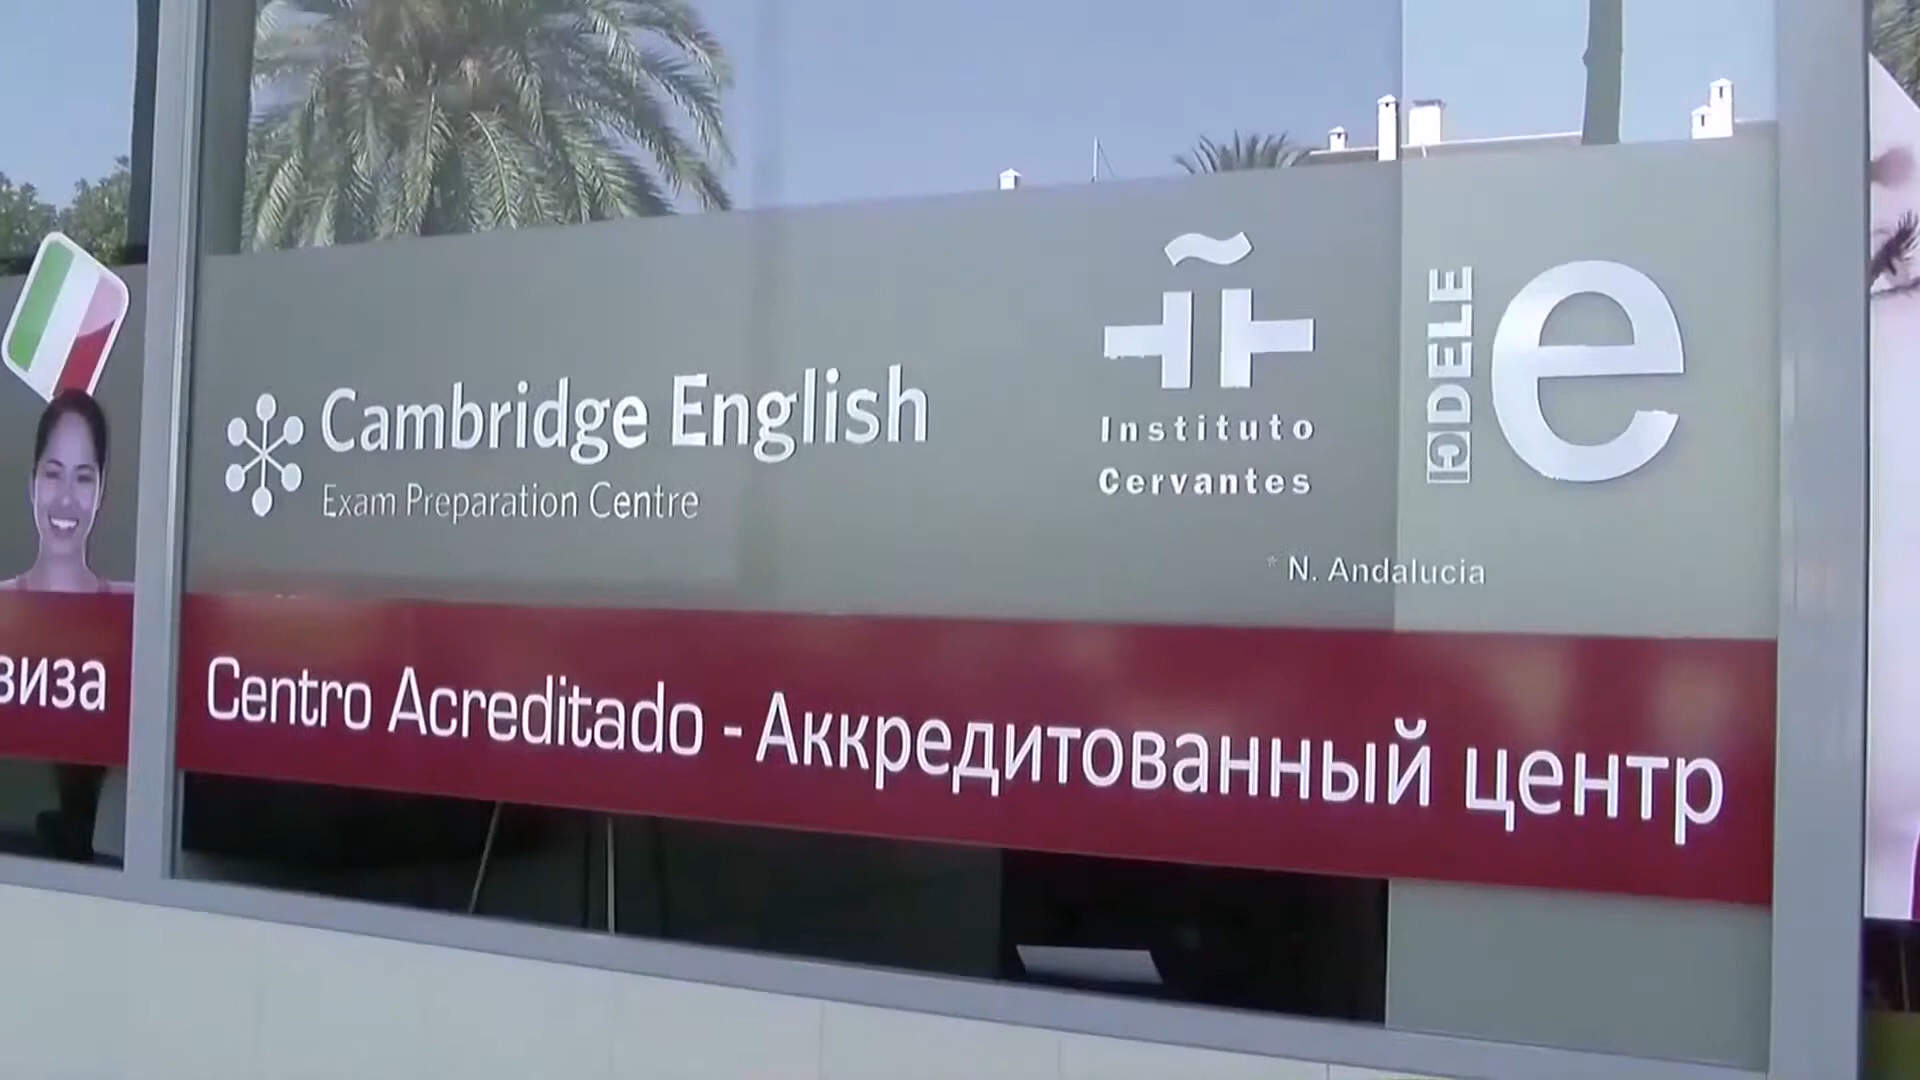 Cambridge English
Exam Preparation Centre
Instituto
Cervantes
DELE
e
* N. Andalucia
виза
Centro Acreditado - Аккредитованный центр